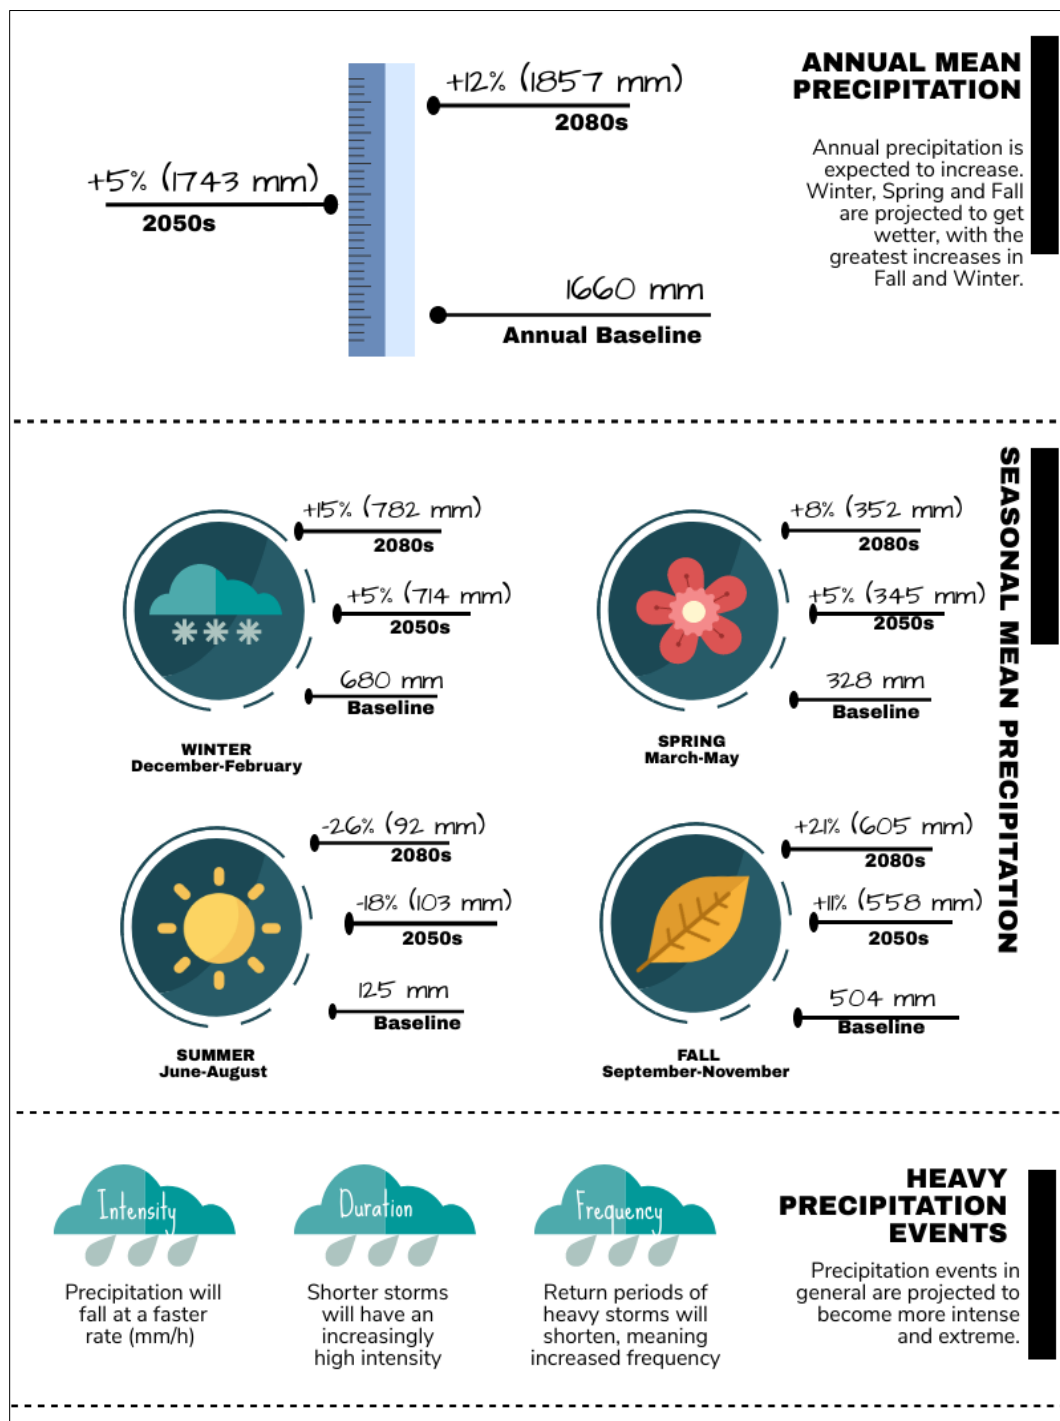 ANNUAL MEAN
PRECIPITATION
Annual precipitation is
expected to increase.
Winter, Spring and Fall
are projected to get
wetter, with the
greatest increases in
Fall and Winter.
+12% (1857 mm)
2080s
+5% (1743 mm)
2050s
1660 mm
Annual Baseline
SEASONAL MEAN PRECIPITATION
+15% (782 mm)
2080s
+5% (714 mm)
2050s
680 mm
Baseline
WINTER
December-February
+8% (352 mm)
2080s
+5% (345 mm)
2050s
328 mm
Baseline
SPRING
March-May
-26% (92 mm)
2080s
-18% (103 mm)
2050s
125 mm
Baseline
SUMMER
June-August
+21% (605 mm)
2080s
+11% (558 mm)
2050s
504 mm
Baseline
FALL
September-November
HEAVY
PRECIPITATION
EVENTS
Precipitation events in
general are projected to
become more intense
and extreme.
Intensity
Precipitation will
fall at a faster
rate (mm/h)
Duration
Shorter storms
will have an
increasingly
high intensity
Frequency
Return periods of
heavy storms will
shorten, meaning
increased frequency